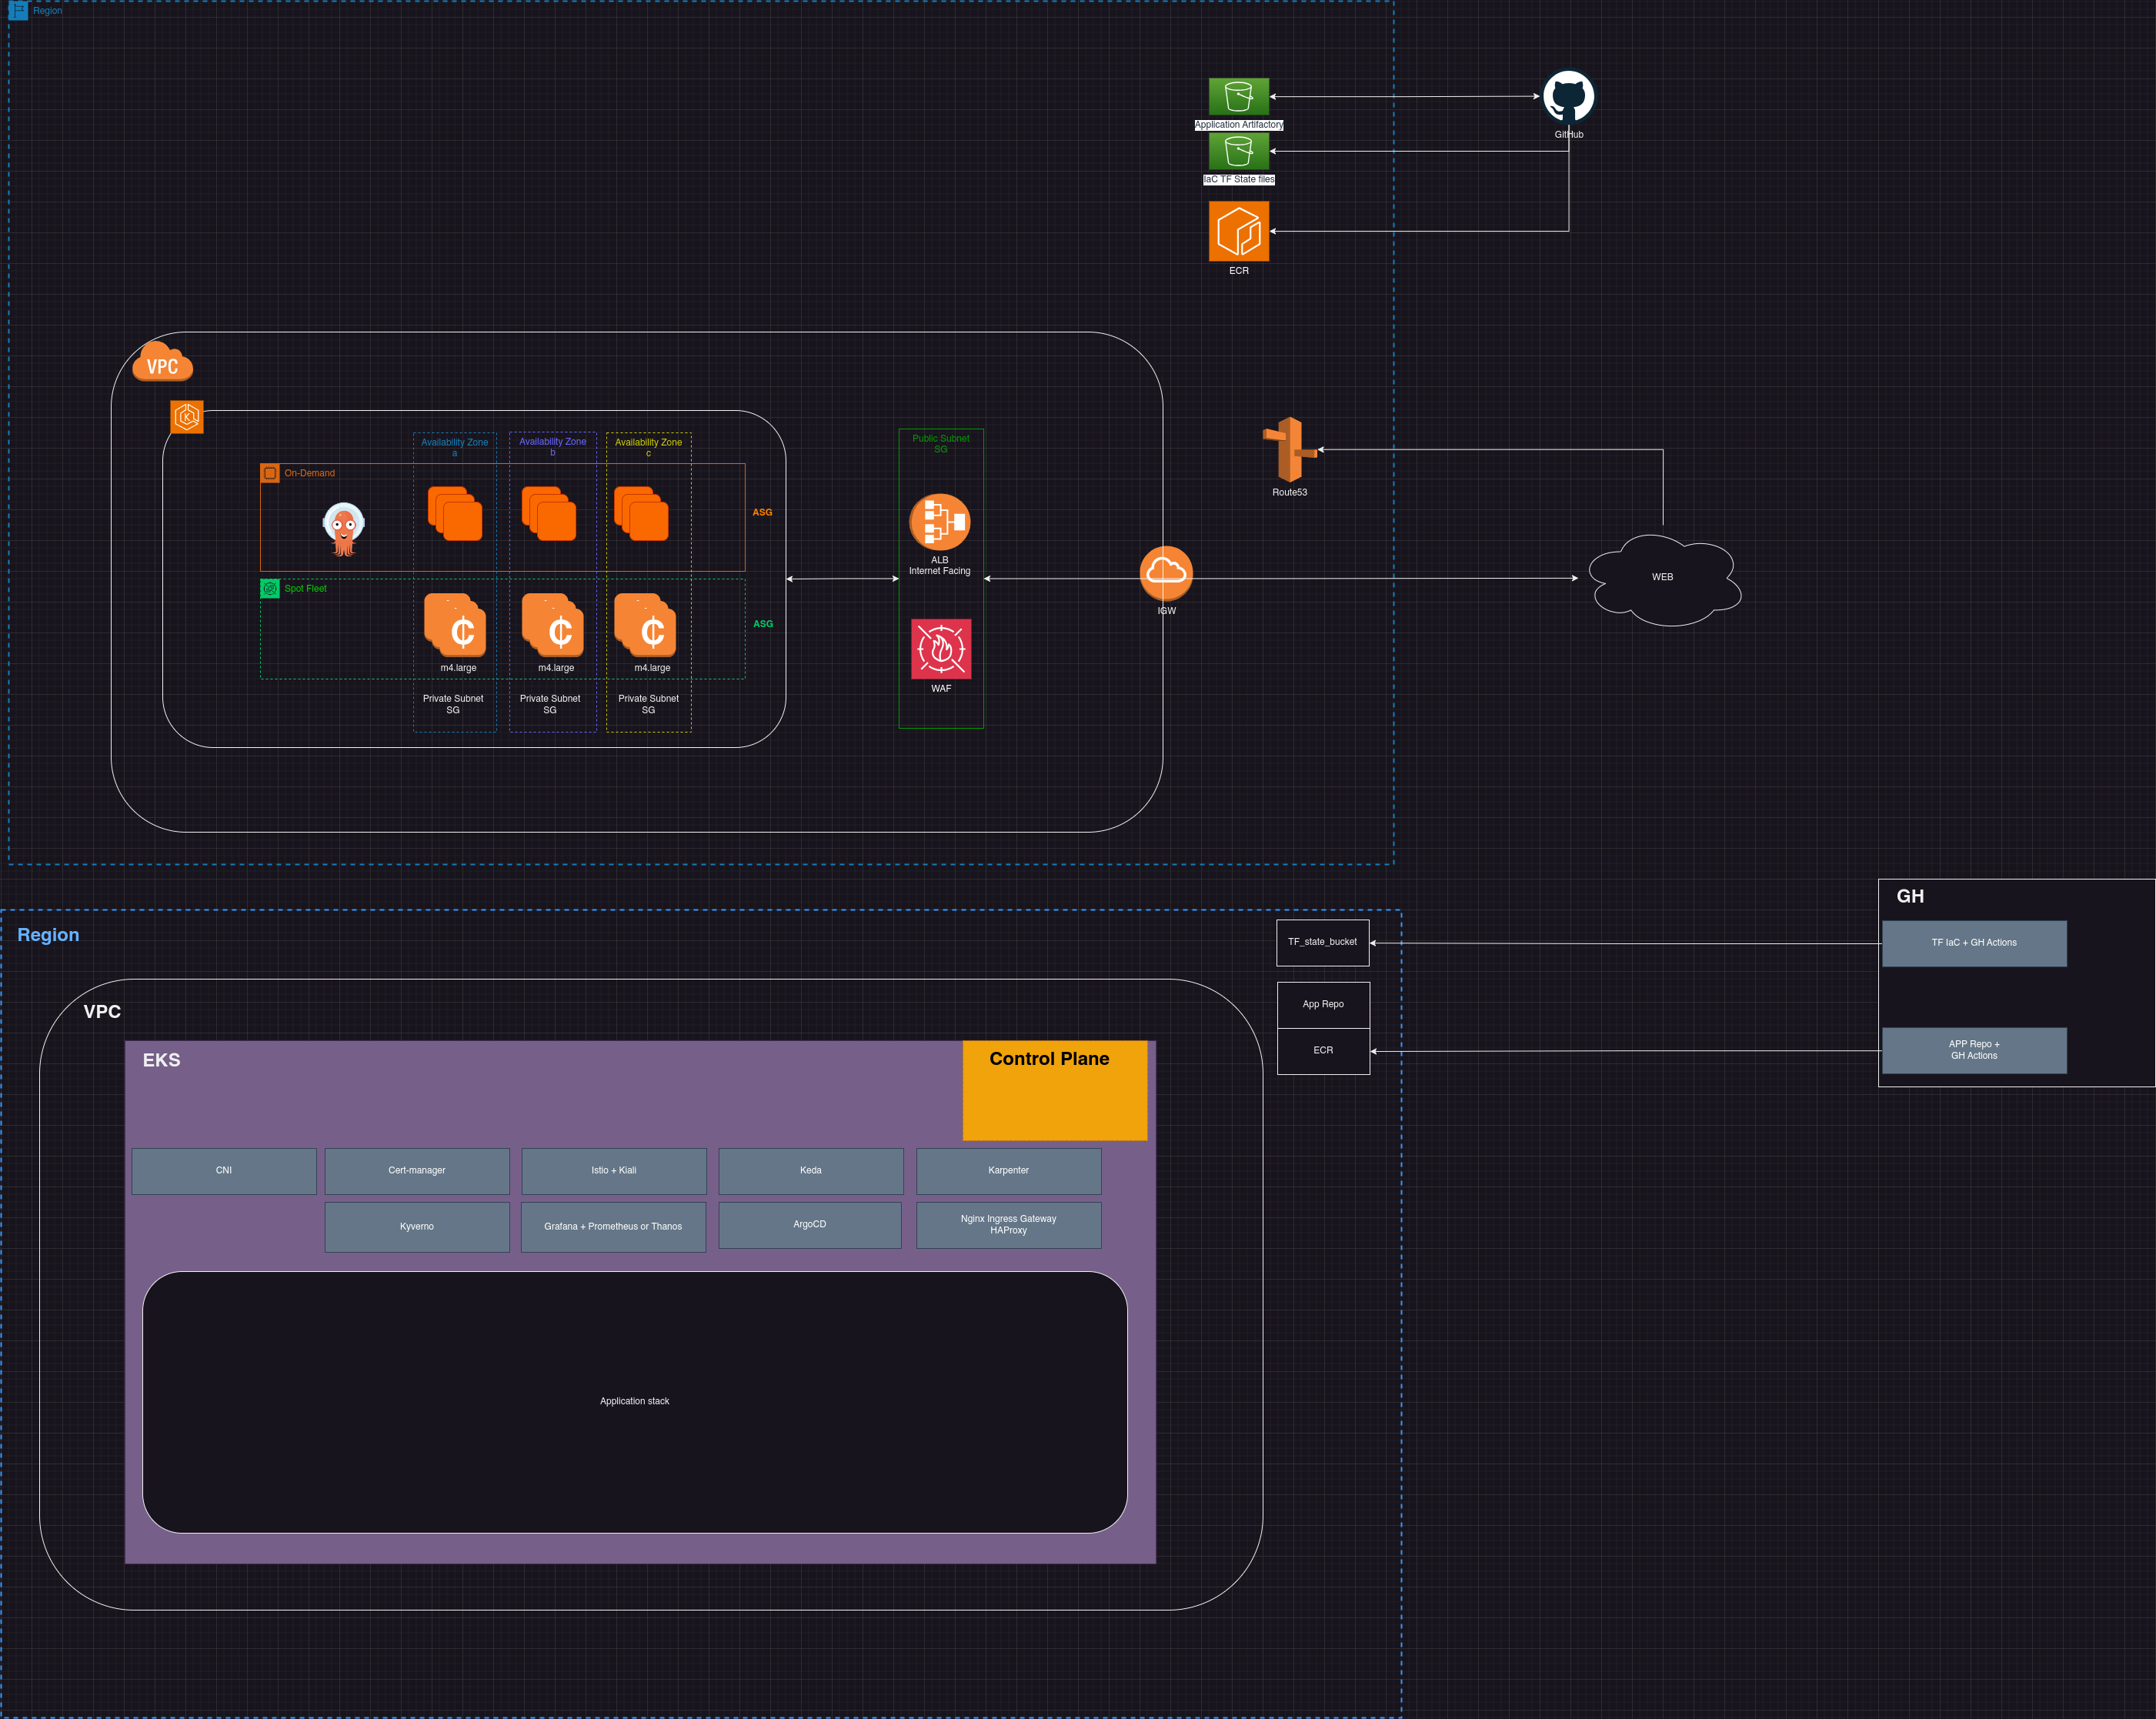 Region
Application Artifactory
GitHub
IaC TF State files
ECR
VPC
K
Availability Zone
a
Availability Zone
b
Availability Zone
c
Public Subnet
SG
On-Demand
ASG
Route53
ALB
Internet Facing
Spot Fleet
IGW
WEB
ASG
m4.large
m4.large
m4.large
WAF
Private Subnet
SG
Private Subnet
SG
Private Subnet
SG
GH
Region
TF_state_bucket
TF IaC + GH Actions
VPC
App Repo
ECR
APP Repo +
GH Actions
EKS
Control Plane
CNI
Cert-manager
Istio + Kiali
Keda
Karpenter
Kyverno
Grafana + Prometheus or Thanos
ArgoCD
Nginx Ingress Gateway
HAProxy
Application stack